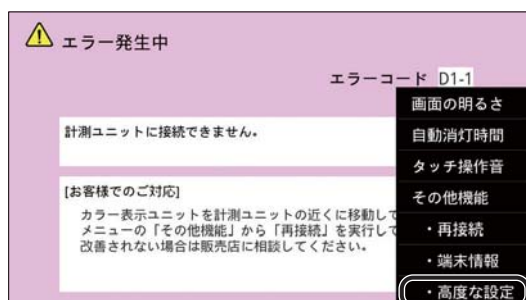 エラー発生中
エラーコード D1-1
計測ユニットに接続できません。
[お客様でのご対応]
カラー表示ユニットを計測ユニットの近くに移動して
メニューの「その他機能」から「再接続」を実行して
改善されない場合は販売店に相談してください。
画面の明るさ
自動消灯時間
タッチ操作音
その他機能
・再接続
・端末情報
・高度な設定